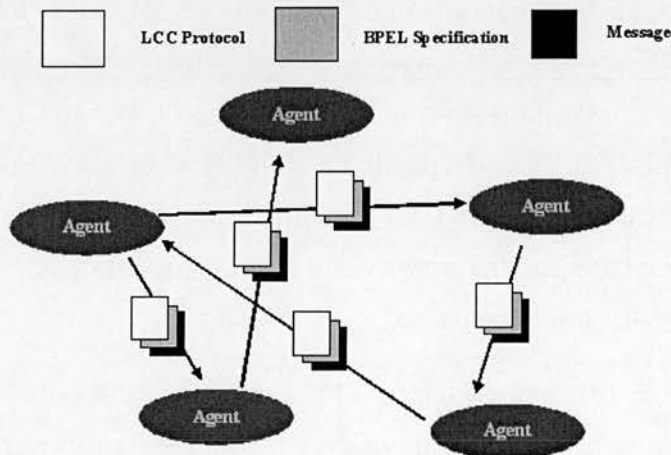 LCC Protocol
BPEL Specification
Message
Agent
Agent
Agent
Agent
Agent